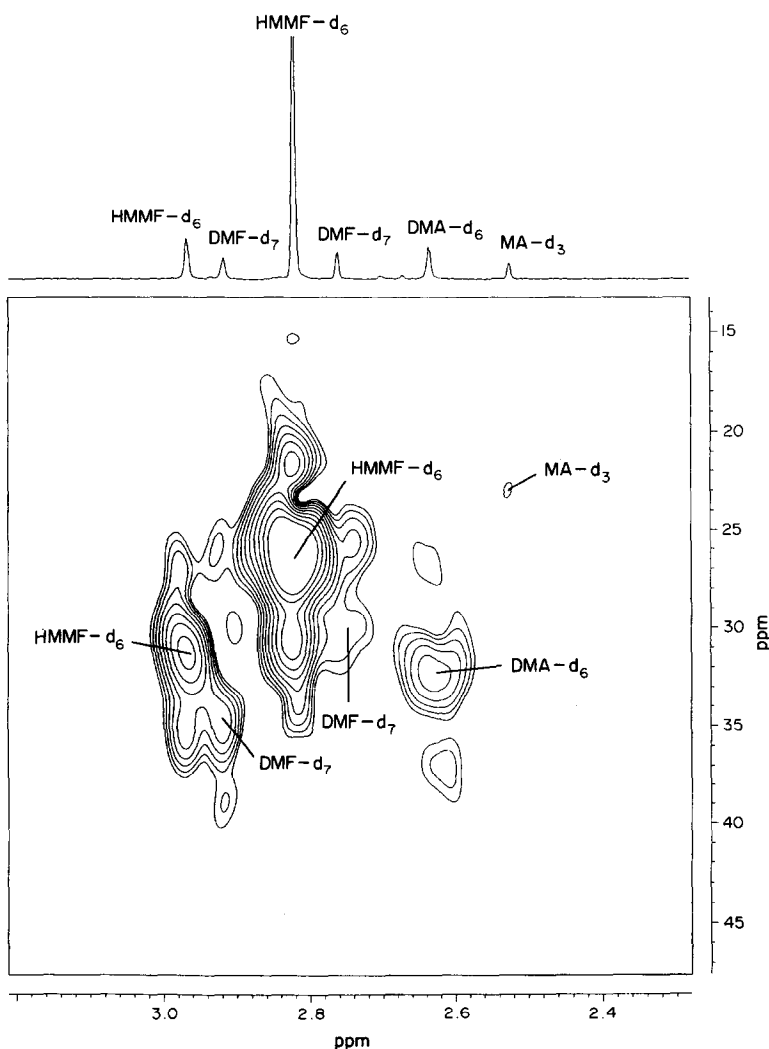 HMMF-d₆
HMMF-d₆
DMF-d₇
DMF-d₇
DMA-d₆
MA-d₃
15
20
25
30
35
40
45
ppm
HMMF-d₆
MA-d₃
HMMF-d₆
DMA-d₆
DMF-d₇
DMF-d₇
3.0
2.8
2.6
2.4
ppm